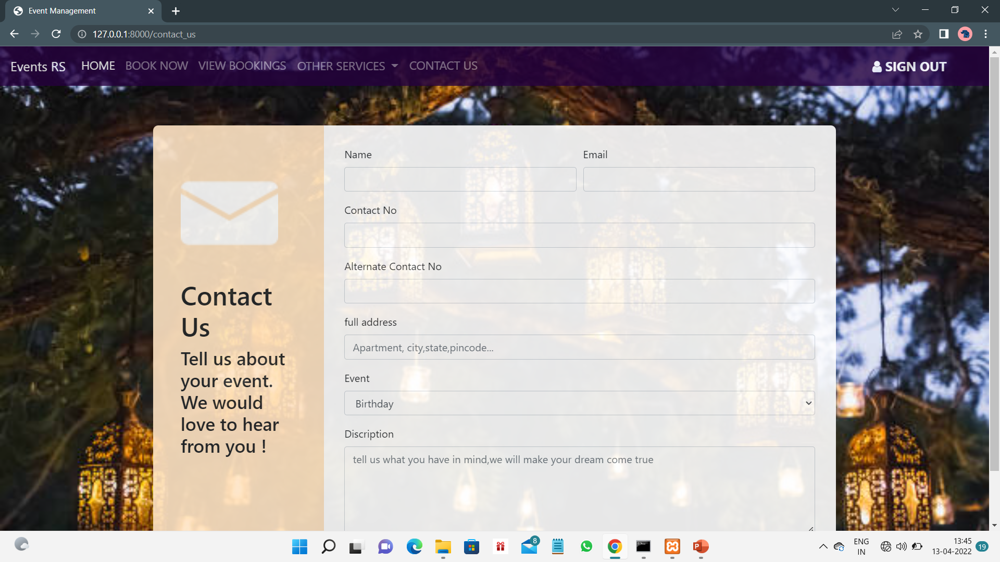 Event Management
127.0.0.1:8000/contact_us
Events RS HOME BOOK NOW VIEW BOOKINGS OTHER SERVICES CONTACT US SIGN OUT
Contact
Us
Tell us about
your event.
We would
love to hear
from you !
Name Email
Contact No
Alternate Contact No
full address
Apartment, city,state,pincode...
Event
Birthday
Discription
tell us what you have in mind,we will make your dream come true
8
P
ENG
IN
13:45
13-04-2022
19